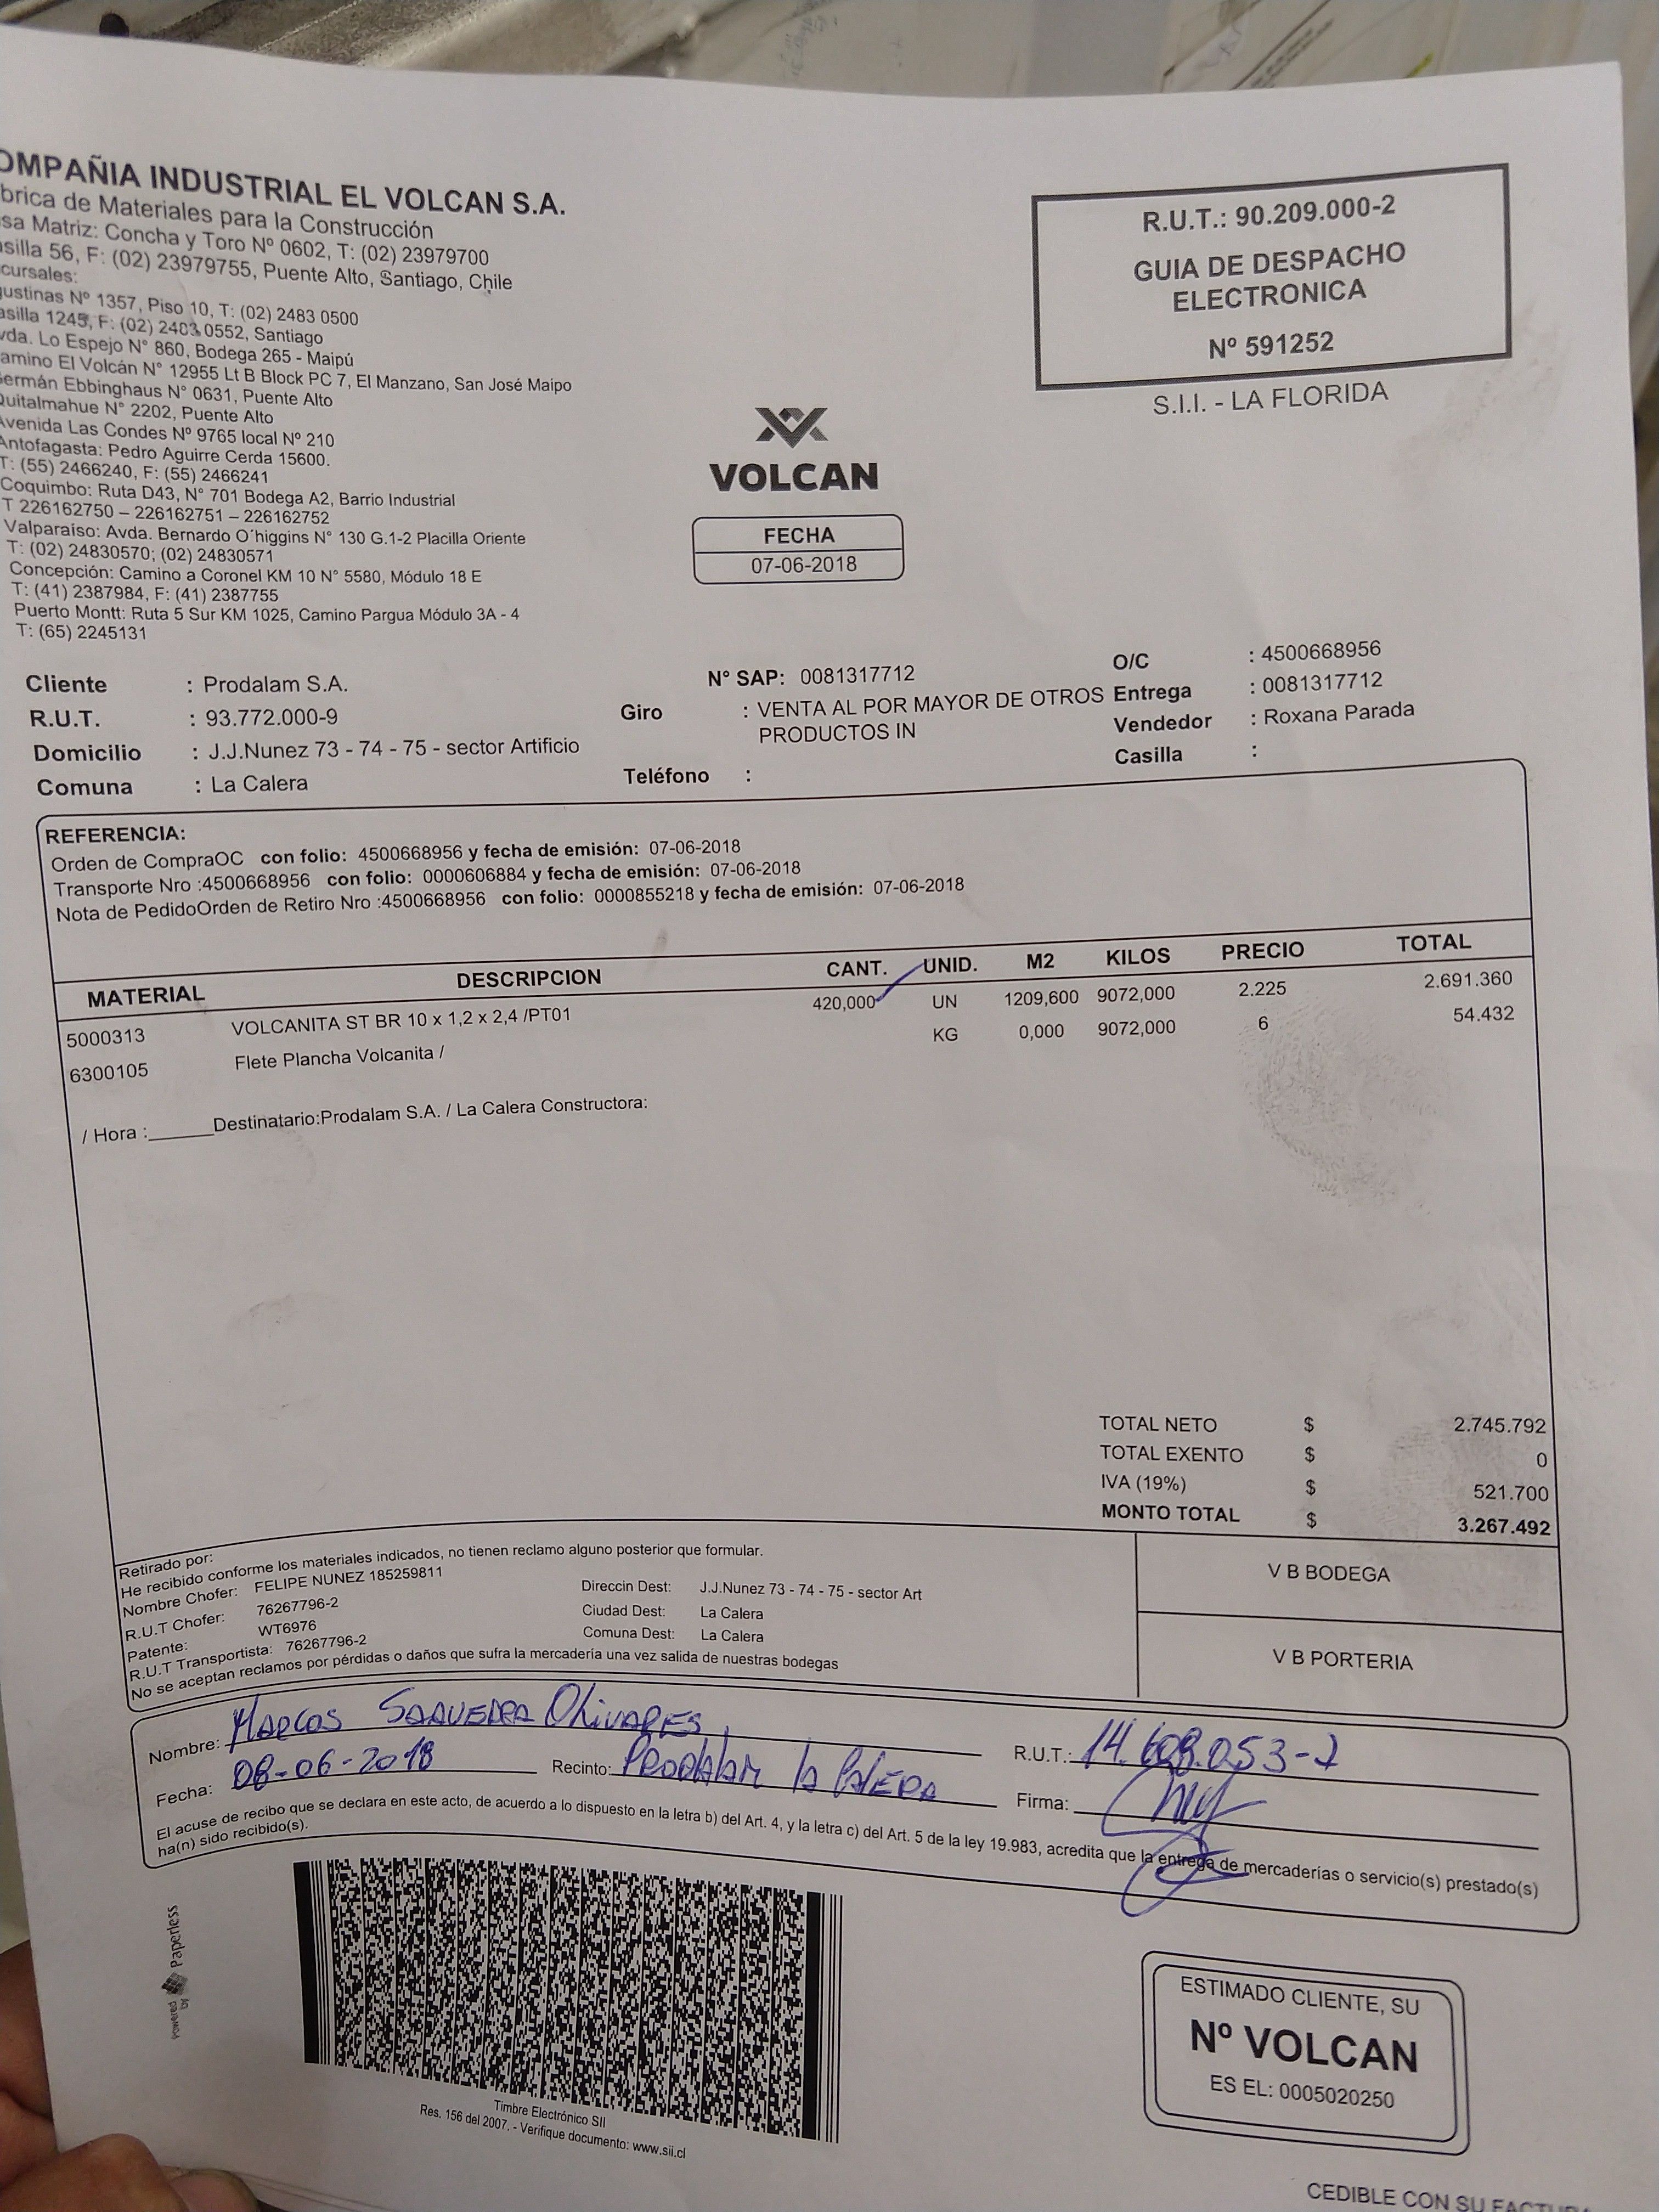 OMPAÑIA INDUSTRIAL EL VOLCAN S.A.
brica de Materiales para la Construcción
sa Matriz: Concha y Toro Nº 0602, T: (02) 23979700
asilla 56, F: (02) 23979755, Puente Alto, Santiago, Chile
cursales:
gustinas Nº 1357, Piso 10, T: (02) 2483 0500
asilla 1245, F: (02) 2483 0552, Santiago
vda. Lo Espejo N° 860, Bodega 265 - Maipú
amino El Volcán N° 12955 Lt B Block PC 7, El Manzano, San José Maipo
Germán Ebbinghaus N° 0631, Puente Alto
Quitalmahue N° 2202, Puente Alto
Avenida Las Condes Nº 9765 local Nº 210
Antofagasta: Pedro Aguirre Cerda 15600.
T: (55) 2466240, F: (55) 2466241
Coquimbo: Ruta D43, N° 701 Bodega A2, Barrio Industrial
T 226162750 – 226162751 – 226162752
Valparaíso: Avda. Bernardo O´higgins N° 130 G.1-2 Placilla Oriente
T: (02) 24830570; (02) 24830571
Concepción: Camino a Coronel KM 10 N° 5580, Módulo 18 E
T: (41) 2387984, F: (41) 2387755
Puerto Montt: Ruta 5 Sur KM 1025, Camino Pargua Módulo 3A - 4
T: (65) 2245131
R.U.T.: 90.209.000-2
GUIA DE DESPACHO
ELECTRONICA
Nº 591252
S.I.I. - LA FLORIDA
VOLCAN
FECHA
07-06-2018
Cliente : Prodalam S.A.
R.U.T. : 93.772.000-9
Domicilio : J.J.Nunez 73 - 74 - 75 - sector Artificio
Comuna : La Calera
N° SAP: 0081317712
Giro : VENTA AL POR MAYOR DE OTROS
PRODUCTOS IN
Teléfono :
O/C : 4500668956
Entrega : 0081317712
Vendedor : Roxana Parada
Casilla :
REFERENCIA:
Orden de CompraOC con folio: 4500668956 y fecha de emisión: 07-06-2018
Transporte Nro :4500668956 con folio: 0000606884 y fecha de emisión: 07-06-2018
Nota de PedidoOrden de Retiro Nro :4500668956 con folio: 0000855218 y fecha de emisión: 07-06-2018
MATERIAL DESCRIPCION CANT. UNID. M2 KILOS PRECIO TOTAL
5000313 VOLCANITA ST BR 10 x 1,2 x 2,4 /PT01 420,000 UN 1209,600 9072,000 2.225 2.691.360
6300105 Flete Plancha Volcanita / KG 0,000 9072,000 6 54.432
/ Hora :______Destinatario:Prodalam S.A. / La Calera Constructora:
TOTAL NETO $ 2.745.792
TOTAL EXENTO $ 0
IVA (19%) $ 521.700
MONTO TOTAL $ 3.267.492
Retirado por:
He recibido conforme los materiales indicados, no tienen reclamo alguno posterior que formular.
Nombre Chofer: FELIPE NUNEZ 185259811
R.U.T Chofer: 76267796-2
Patente: WT6976
R.U.T Transportista: 76267796-2
No se aceptan reclamos por pérdidas o daños que sufra la mercadería una vez salida de nuestras bodegas
Direccin Dest: J.J.Nunez 73 - 74 - 75 - sector Art
Ciudad Dest: La Calera
Comuna Dest: La Calera
V B BODEGA
V B PORTERIA
Nombre: Marcos Saavedra Olivares
R.U.T.: 14.608.053-7
Fecha: 08-06-2018 Recinto: Prodalam la Calera
Firma:
El acuse de recibo que se declara en este acto, de acuerdo a lo dispuesto en la letra b) del Art. 4, y la letra c) del Art. 5 de la ley 19.983, acredita que la entrega de mercaderías o servicio(s) prestado(s)
ha(n) sido recibido(s).
Powered by Paperless
Timbre Electrónico SII
Res. 156 del 2007. - Verifique documento: www.sii.cl
ESTIMADO CLIENTE, SU
Nº VOLCAN
ES EL: 0005020250
CEDIBLE CON SU FACTURA